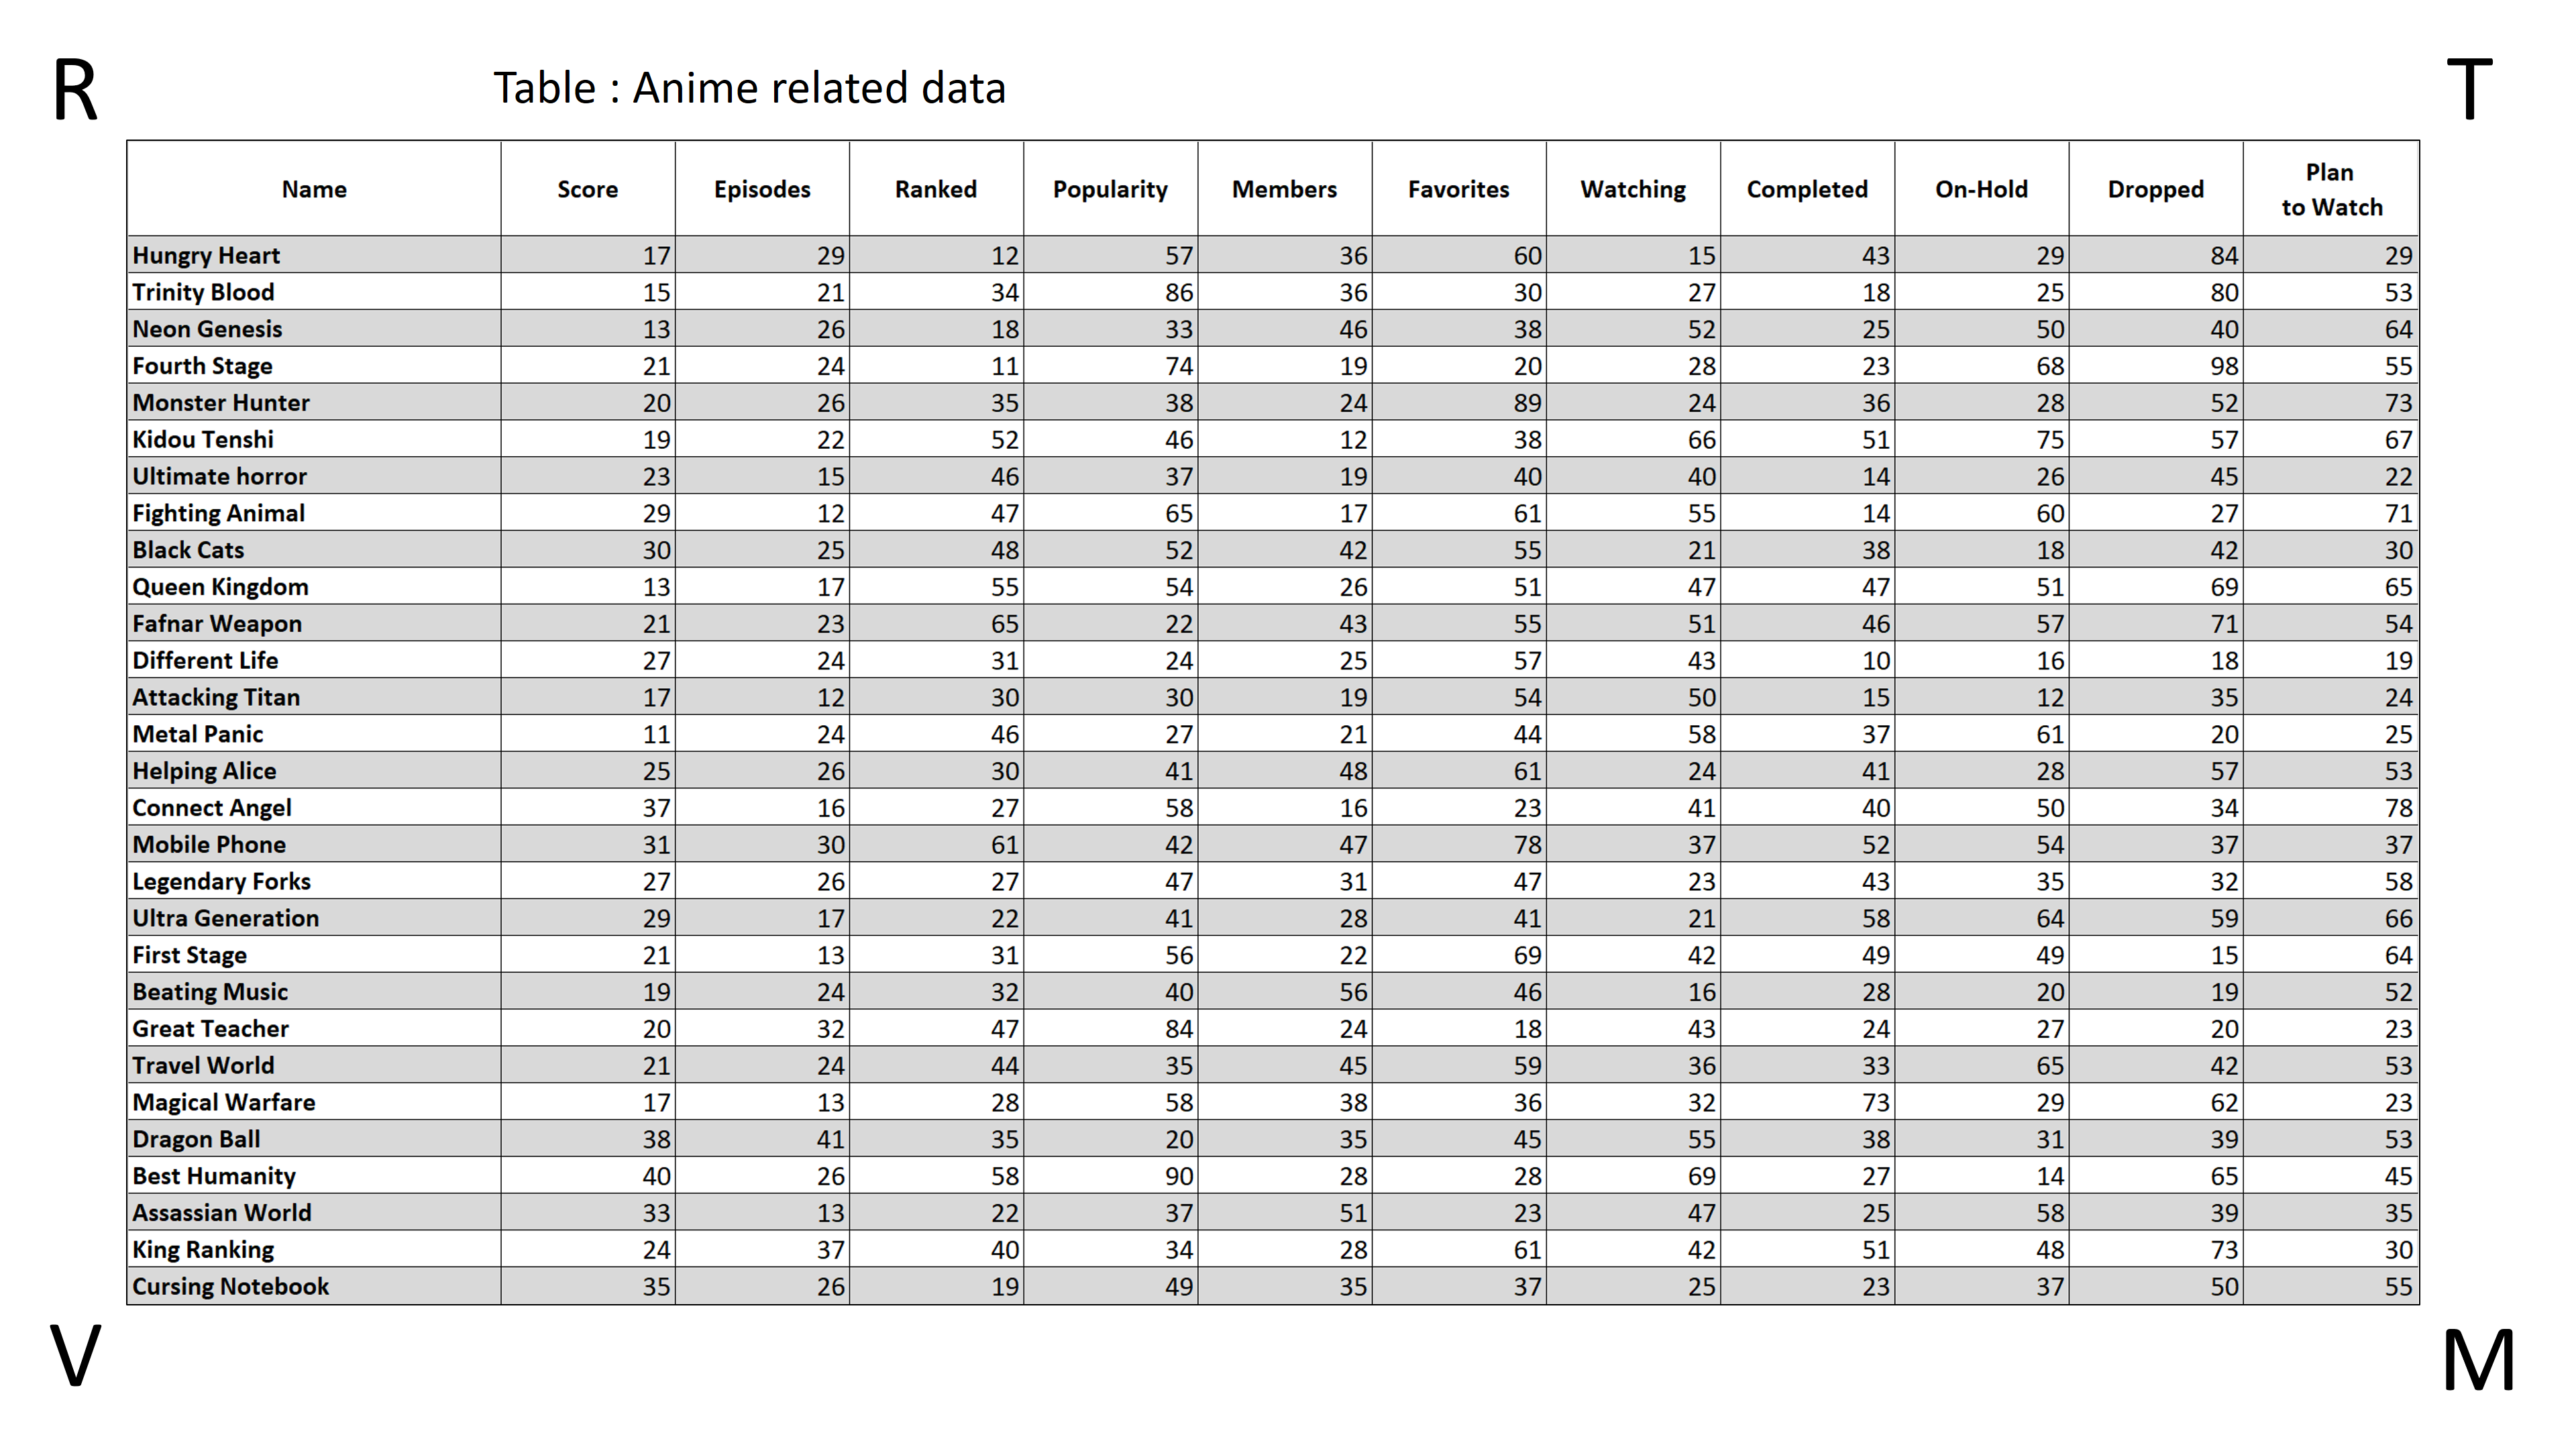 R Table : Anime related data T
Name Score Episodes Ranked Popularity Members Favorites Watching Completed On-Hold Dropped Plan to Watch
Hungry Heart 17 29 12 57 36 60 15 43 29 84 29
Trinity Blood 15 21 34 86 36 30 27 18 25 80 53
Neon Genesis 13 26 18 33 46 38 52 25 50 40 64
Fourth Stage 21 24 11 74 19 20 28 23 68 98 55
Monster Hunter 20 26 35 38 24 89 24 36 28 52 73
Kidou Tenshi 19 22 52 46 12 38 66 51 75 57 67
Ultimate horror 23 15 46 37 19 40 40 14 26 45 22
Fighting Animal 29 12 47 65 17 61 55 14 60 27 71
Black Cats 30 25 48 52 42 55 21 38 18 42 30
Queen Kingdom 13 17 55 54 26 51 47 47 51 69 65
Fafnar Weapon 21 23 65 22 43 55 51 46 57 71 54
Different Life 27 24 31 24 25 57 43 10 16 18 19
Attacking Titan 17 12 30 30 19 54 50 15 12 35 24
Metal Panic 11 24 46 27 21 44 58 37 61 20 25
Helping Alice 25 26 30 41 48 61 24 41 28 57 53
Connect Angel 37 16 27 58 16 23 41 40 50 34 78
Mobile Phone 31 30 61 42 47 78 37 52 54 37 37
Legendary Forks 27 26 27 47 31 47 23 43 35 32 58
Ultra Generation 29 17 22 41 28 41 21 58 64 59 66
First Stage 21 13 31 56 22 69 42 49 49 15 64
Beating Music 19 24 32 40 56 46 16 28 20 19 52
Great Teacher 20 32 47 84 24 18 43 24 27 20 23
Travel World 21 24 44 35 45 59 36 33 65 42 53
Magical Warfare 17 13 28 58 38 36 32 73 29 62 23
Dragon Ball 38 41 35 20 35 45 55 38 31 39 53
Best Humanity 40 26 58 90 28 28 69 27 14 65 45
Assassian World 33 13 22 37 51 23 47 25 58 39 35
King Ranking 24 37 40 34 28 61 42 51 48 73 30
Cursing Notebook 35 26 19 49 35 37 25 23 37 50 55
V M